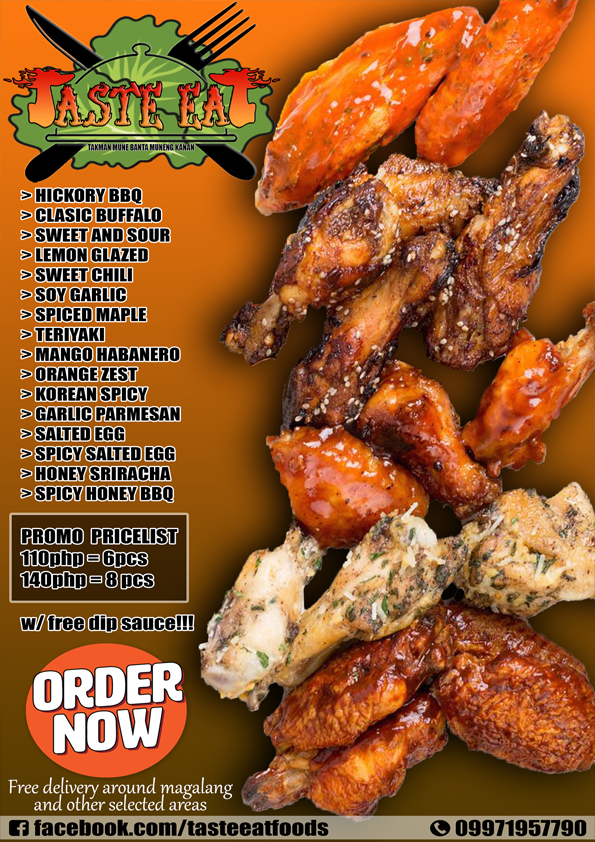 TASTE EAT
TAKMAN MUNE BANTA MUNENG KANAN
> HICKORY BBQ
> CLASIC BUFFALO
> SWEET AND SOUR
> LEMON GLAZED
> SWEET CHILI
> SOY GARLIC
> SPICED MAPLE
> TERIYAKI
> MANGO HABANERO
> ORANGE ZEST
> KOREAN SPICY
> GARLIC PARMESAN
> SALTED EGG
> SPICY SALTED EGG
> HONEY SRIRACHA
> SPICY HONEY BBQ
PROMO PRICELIST
110php = 6pcs
140php = 8 pcs
w/ free dip sauce!!!
ORDER
NOW
Free delivery around magalang
and other selected areas
facebook.com/tasteeatfoods
09971957790